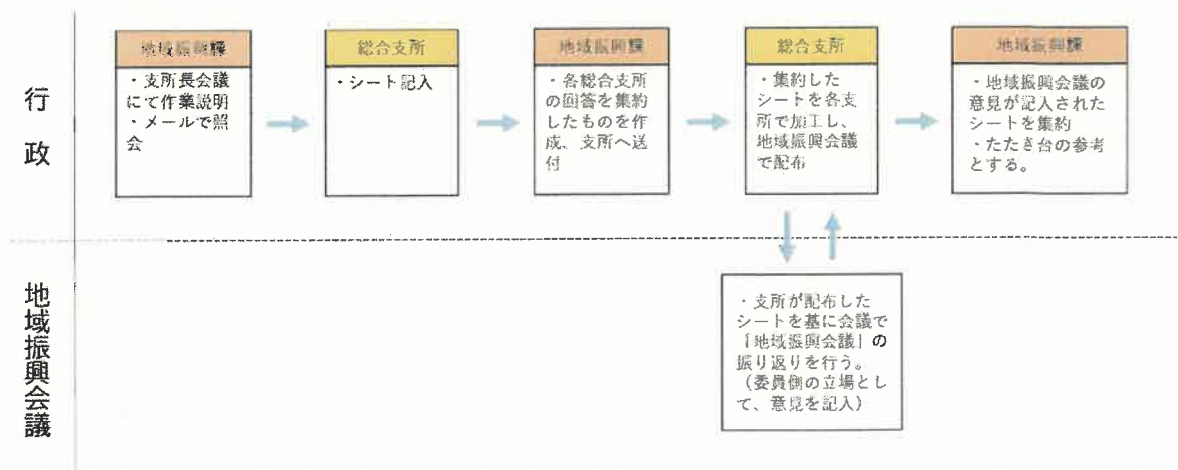 行政
地域振興課
・支所長会議
にて作業説明
・メールで照
会
総合支所
・シート記入
地域振興課
・各総合支所
の回答を集約
したものを作
成、支所へ送
付
総合支所
・集約した
シートを各支
所で加工し、
地域振興会議
で配布
地域振興課
・地域振興会議の
意見が記入された
シートを集約
・たたき台の参考
とする。
地域振興会議
・支所が配布した
シートを基に会議で
「地域振興会議」の
振り返りを行う。
（委員側の立場とし
て、意見を記入）